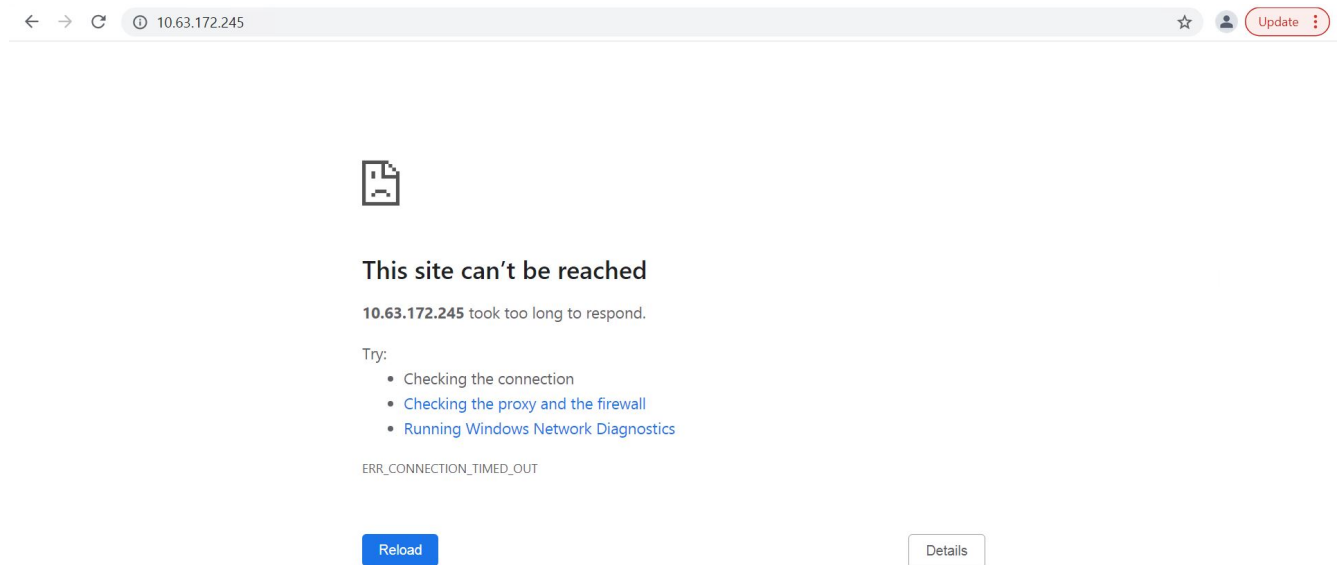 10.63.172.245
Update
This site can’t be reached
10.63.172.245 took too long to respond.
Try:
• Checking the connection
• Checking the proxy and the firewall
• Running Windows Network Diagnostics
ERR_CONNECTION_TIMED_OUT
Reload
Details